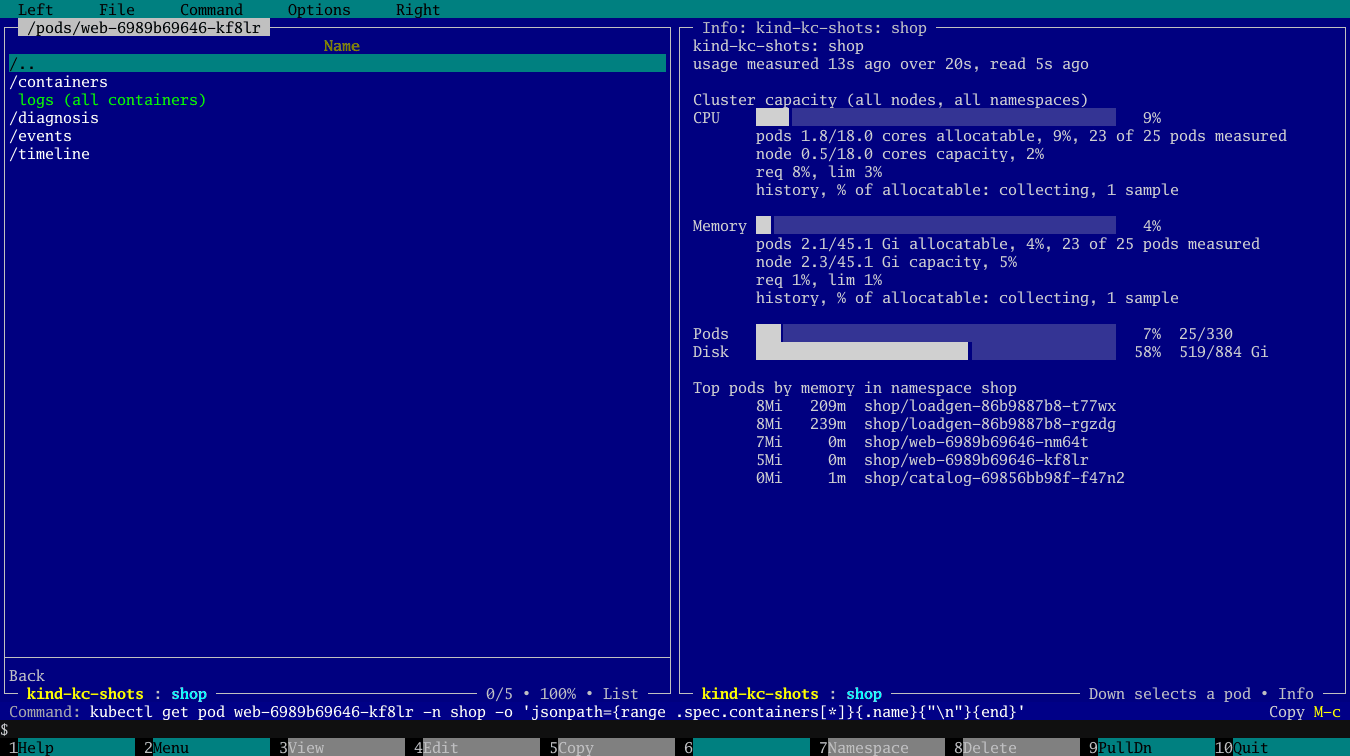 Left File Command Options Right
/pods/web-6989b69646-kf8lr
Name
/..
/containers
logs (all containers)
/diagnosis
/events
/timeline
Back
kind-kc-shots : shop 0/5 • 100% • List
Info: kind-kc-shots: shop
kind-kc-shots: shop
usage measured 13s ago over 20s, read 5s ago
Cluster capacity (all nodes, all namespaces)
CPU 9%
pods 1.8/18.0 cores allocatable, 9%, 23 of 25 pods measured
node 0.5/18.0 cores capacity, 2%
req 8%, lim 3%
history, % of allocatable: collecting, 1 sample
Memory 4%
pods 2.1/45.1 Gi allocatable, 4%, 23 of 25 pods measured
node 2.3/45.1 Gi capacity, 5%
req 1%, lim 1%
history, % of allocatable: collecting, 1 sample
Pods 7% 25/330
Disk 58% 519/884 Gi
Top pods by memory in namespace shop
8Mi 209m shop/loadgen-86b9887b8-t77wx
8Mi 239m shop/loadgen-86b9887b8-rgzdg
7Mi 0m shop/web-6989b69646-nm64t
5Mi 0m shop/web-6989b69646-kf8lr
0Mi 1m shop/catalog-69856bb98f-f47n2
kind-kc-shots : shop Down selects a pod • Info
Command: kubectl get pod web-6989b69646-kf8lr -n shop -o 'jsonpath={range .spec.containers[*]}{.name}{"\n"}{end}' Copy M-c
$
1Help 2Menu 3View 4Edit 5Copy 6 7Namespace 8Delete 9PullDn 10Quit